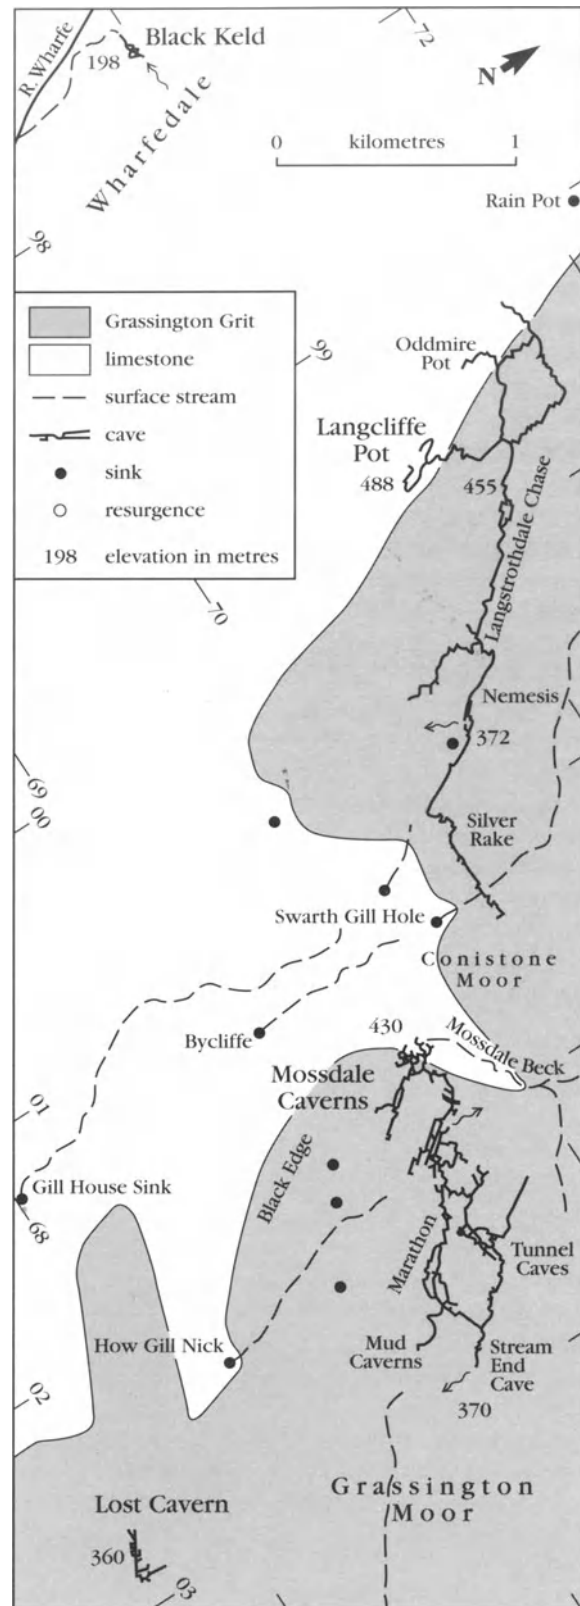 Black Keld
72
R. Wharfe
198
Wharfedale
N
0 kilometres 1
Rain Pot
98
Grassington Grit
limestone
surface stream
cave
sink
resurgence
198 elevation in metres
99
Oddmire
Pot
Langcliffe
Pot
488
455
Langstrothdale Chase
70
Nemesis
372
69
00
Silver
Rake
Swarth Gill Hole
Conistone
Moor
Bycliffe
430
Mossdale Beck
Mossdale
Caverns
01
Gill House Sink
68
Black Edge
Marathon
Tunnel
Caves
How Gill Nick
Mud
Caverns
Stream
End
Cave
370
02
Grassington
Moor
Lost Cavern
360
03